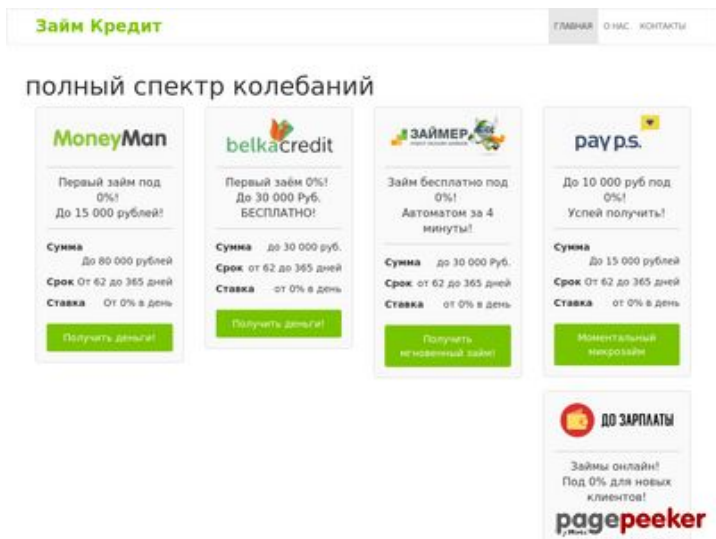 Займ Кредит
ГЛАВНАЯ О НАС. КОНТАКТЫ
полный спектр колебаний
MoneyMan
Первый займ под
0%!
До 15 000 рублей!
Сумма
До 80 000 рублей
Срок От 62 до 365 дней
Ставка От 0% в день
Получить деньги!
belkacredit
Первый заём 0%!
До 30 000 Руб.
БЕСПЛАТНО!
Сумма до 30 000 руб.
Срок от 62 до 365 дней
Ставка от 0% в день
Получить деньги!
ЗАЙМЕР
Займ бесплатно под
0%!
Автоматом за 4
минуты!
Сумма до 30 000 Руб.
Срок от 62 до 365 дней
Ставка от 0% в день
Получить
мгновенный займ!
pay p.s.
До 10 000 руб под
0%!
Успей получить!
Сумма
До 15 000 рублей
Срок От 62 до 365 дней
Ставка от 0% в день
Моментальный
микрозайм
ДО ЗАРПЛАТЫ
Займы онлайн!
Под 0% для новых
клиентов!
pagepeeker